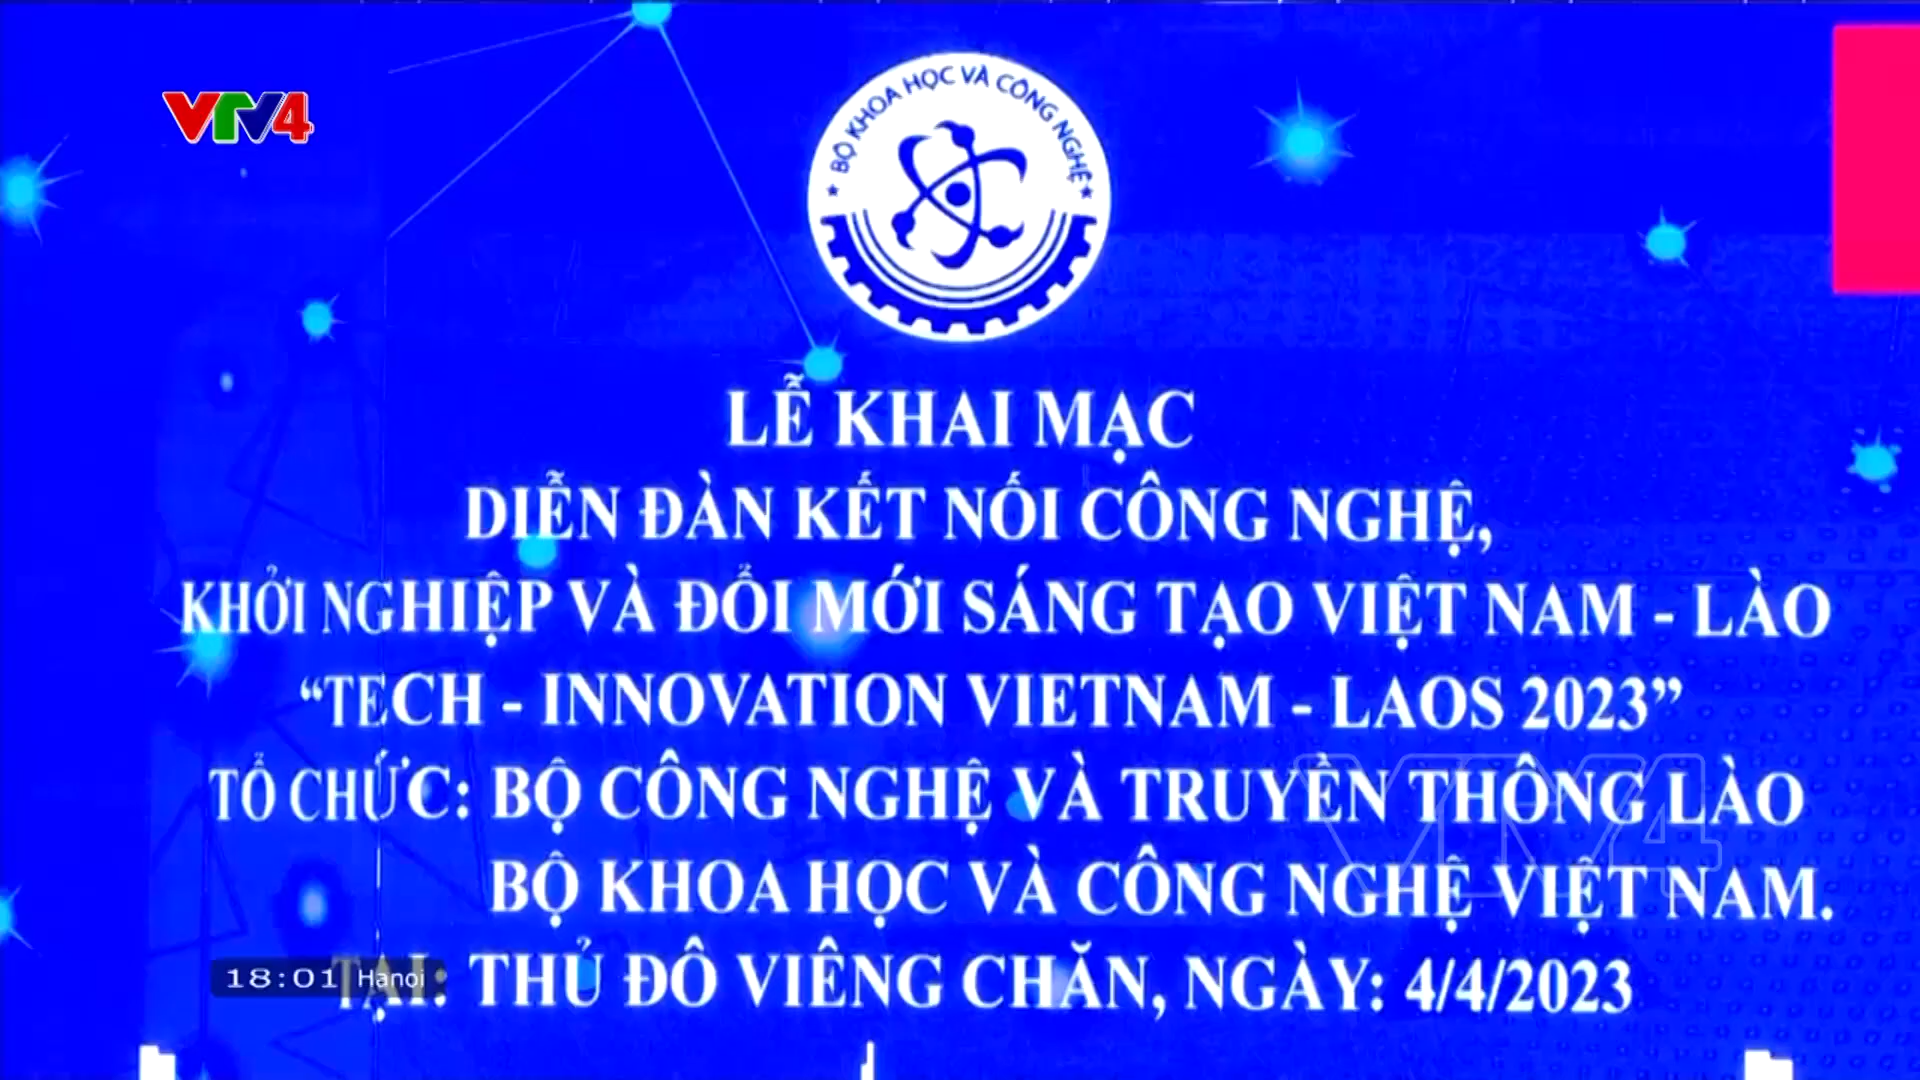 VTV4
BỘ KHOA HỌC VÀ CÔNG NGHỆ
LỄ KHAI MẠC
DIỄN ĐÀN KẾT NỐI CÔNG NGHỆ,
KHỞI NGHIỆP VÀ ĐỔI MỚI SÁNG TẠO VIỆT NAM - LÀO
“TECH - INNOVATION VIETNAM - LAOS 2023”
TỔ CHỨC: BỘ CÔNG NGHỆ VÀ TRUYỀN THÔNG LÀO
VTV4
BỘ KHOA HỌC VÀ CÔNG NGHỆ VIỆT NAM.
TẠI: THỦ ĐÔ VIÊNG CHĂN, NGÀY: 4/4/2023
18:01 Hanoi